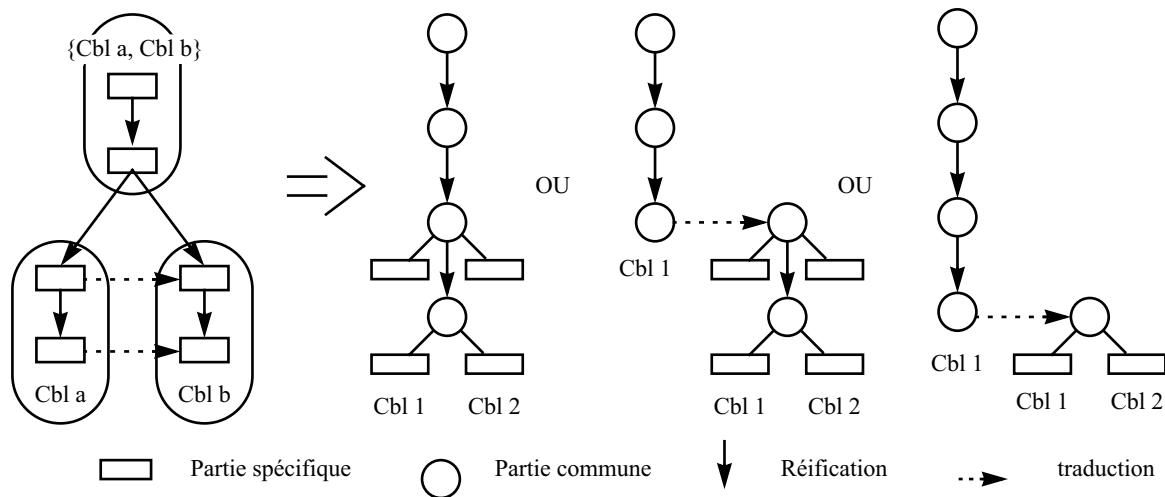 {Cbl a, Cbl b}
OU
OU
Cbl 1
Cbl 1
Cbl a
Cbl b
Cbl 1
Cbl 2
Cbl 1
Cbl 2
Cbl 1
Cbl 2
Partie spécifique
Partie commune
Réification
traduction